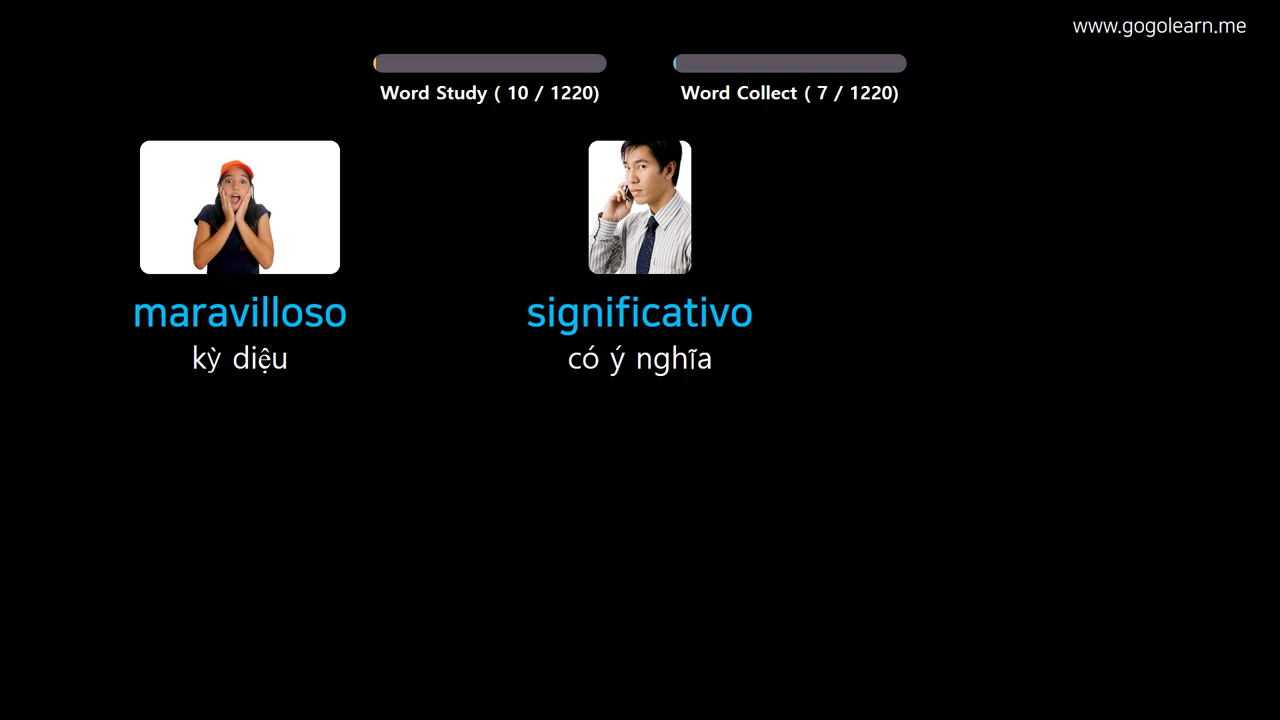 www.gogolearn.me
Word Study ( 10 / 1220)
Word Collect ( 7 / 1220)
maravilloso
kỳ diệu
significativo
có ý nghĩa